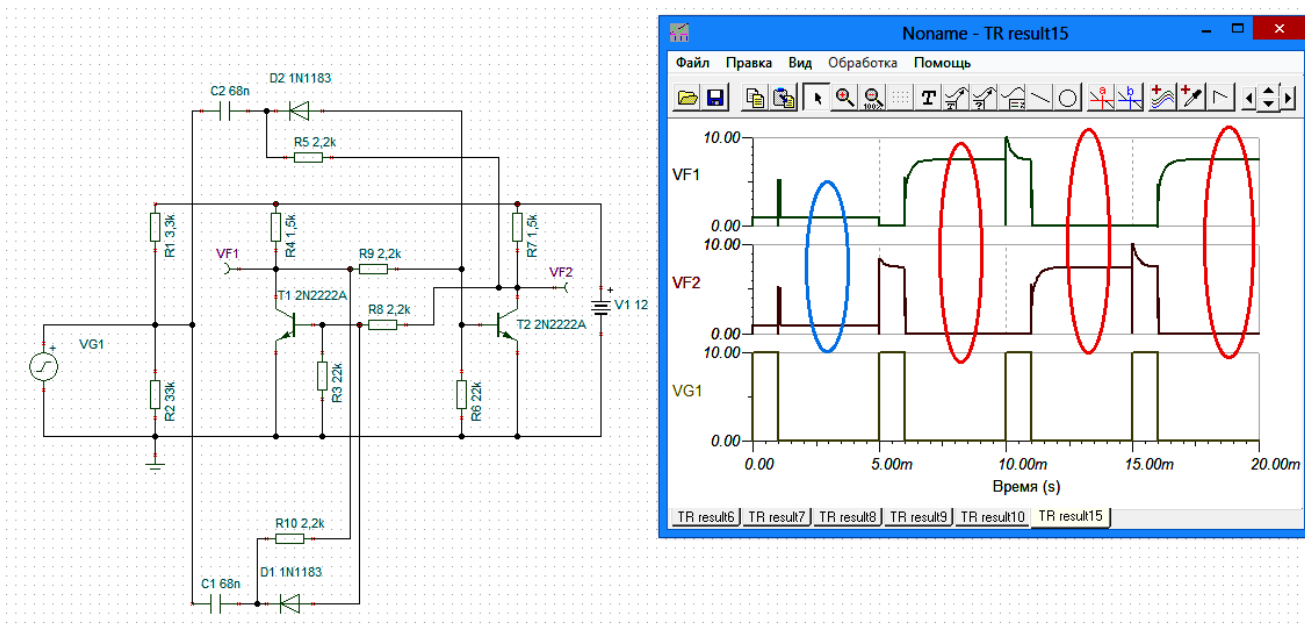 D2 1N1183
C2 68n
R5 2,2k
R1 3,3k
R4 1,5k
R7 1,5k
VF1
R9 2,2k
VF2
T1 2N2222A
+
V1 12
R8 2,2k
T2 2N2222A
VG1
+
R2 33k
R3 22k
R6 22k
R10 2,2k
D1 1N1183
C1 68n
Noname - TR result15
Файл Правка Вид Обработка Помощь
T 100% a b
10.00
VF1
0.00
10.00
VF2
0.00
10.00
VG1
0.00
0.00 5.00m 10.00m 15.00m 20.00m
Время (s)
TR result6 TR result7 TR result8 TR result9 TR result10 TR result15